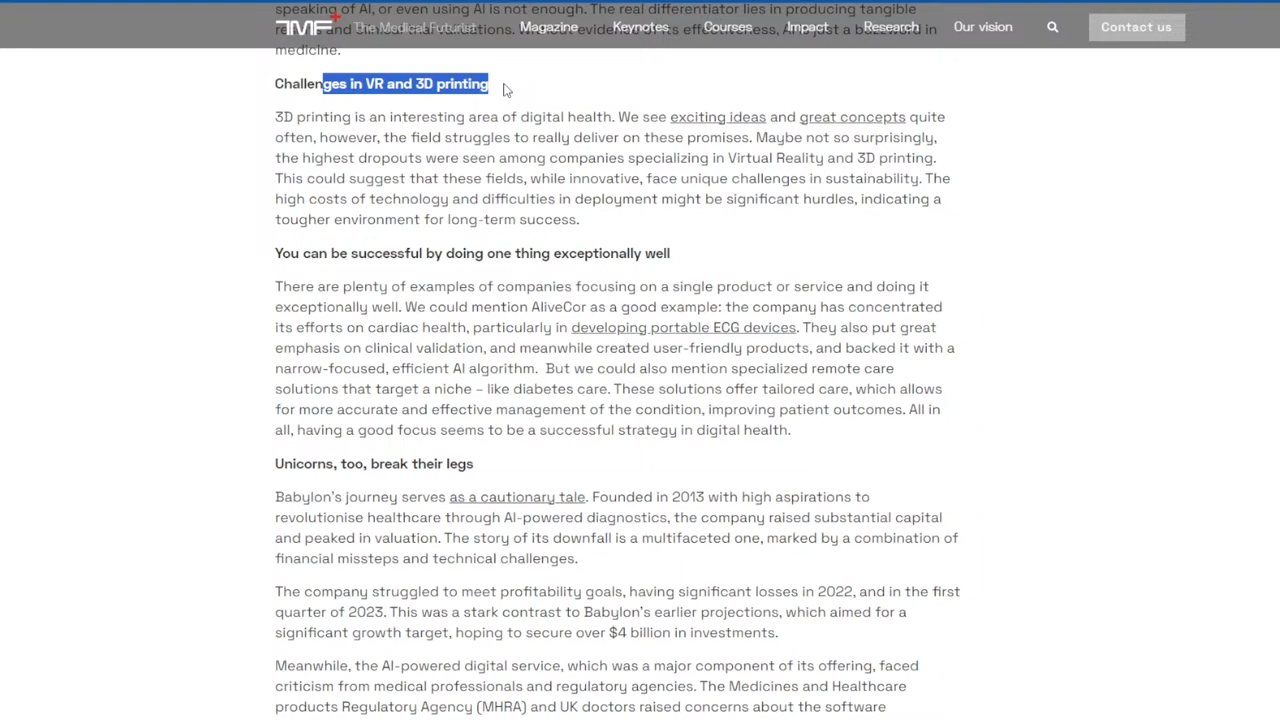 speaking of AI, or even using AI is not enough. The real differentiator lies in producing tangible
TMF The Medical Futurist Magazine Keynotes Courses Impact Research Our vision Contact us
medicine.
Challenges in VR and 3D printing
3D printing is an interesting area of digital health. We see exciting ideas and great concepts quite
often, however, the field struggles to really deliver on these promises. Maybe not so surprisingly,
the highest dropouts were seen among companies specializing in Virtual Reality and 3D printing.
This could suggest that these fields, while innovative, face unique challenges in sustainability. The
high costs of technology and difficulties in deployment might be significant hurdles, indicating a
tougher environment for long-term success.
You can be successful by doing one thing exceptionally well
There are plenty of examples of companies focusing on a single product or service and doing it
exceptionally well. We could mention AliveCor as a good example: the company has concentrated
its efforts on cardiac health, particularly in developing portable ECG devices. They also put great
emphasis on clinical validation, and meanwhile created user-friendly products, and backed it with a
narrow-focused, efficient AI algorithm.  But we could also mention specialized remote care
solutions that target a niche – like diabetes care. These solutions offer tailored care, which allows
for more accurate and effective management of the condition, improving patient outcomes. All in
all, having a good focus seems to be a successful strategy in digital health.
Unicorns, too, break their legs
Babylon's journey serves as a cautionary tale. Founded in 2013 with high aspirations to
revolutionise healthcare through AI-powered diagnostics, the company raised substantial capital
and peaked in valuation. The story of its downfall is a multifaceted one, marked by a combination of
financial missteps and technical challenges.
The company struggled to meet profitability goals, having significant losses in 2022, and in the first
quarter of 2023. This was a stark contrast to Babylon's earlier projections, which aimed for a
significant growth target, hoping to secure over $4 billion in investments.
Meanwhile, the AI-powered digital service, which was a major component of its offering, faced
criticism from medical professionals and regulatory agencies. The Medicines and Healthcare
products Regulatory Agency (MHRA) and UK doctors raised concerns about the software